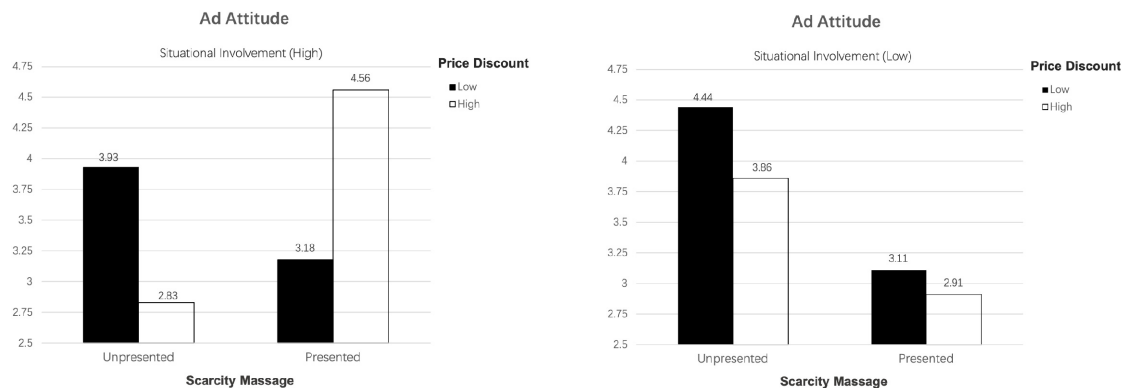 Ad Attitude
Situational Involvement (High)
Price Discount
Low
High
4.75
4.5
4.25
4
3.75
3.5
3.25
3
2.75
2.5
3.93
2.83
3.18
4.56
Unpresented
Presented
Scarcity Massage
Ad Attitude
Situational Involvement (Low)
Price Discount
Low
High
4.75
4.5
4.25
4
3.75
3.5
3.25
3
2.75
2.5
4.44
3.86
3.11
2.91
Unpresented
Presented
Scarcity Massage